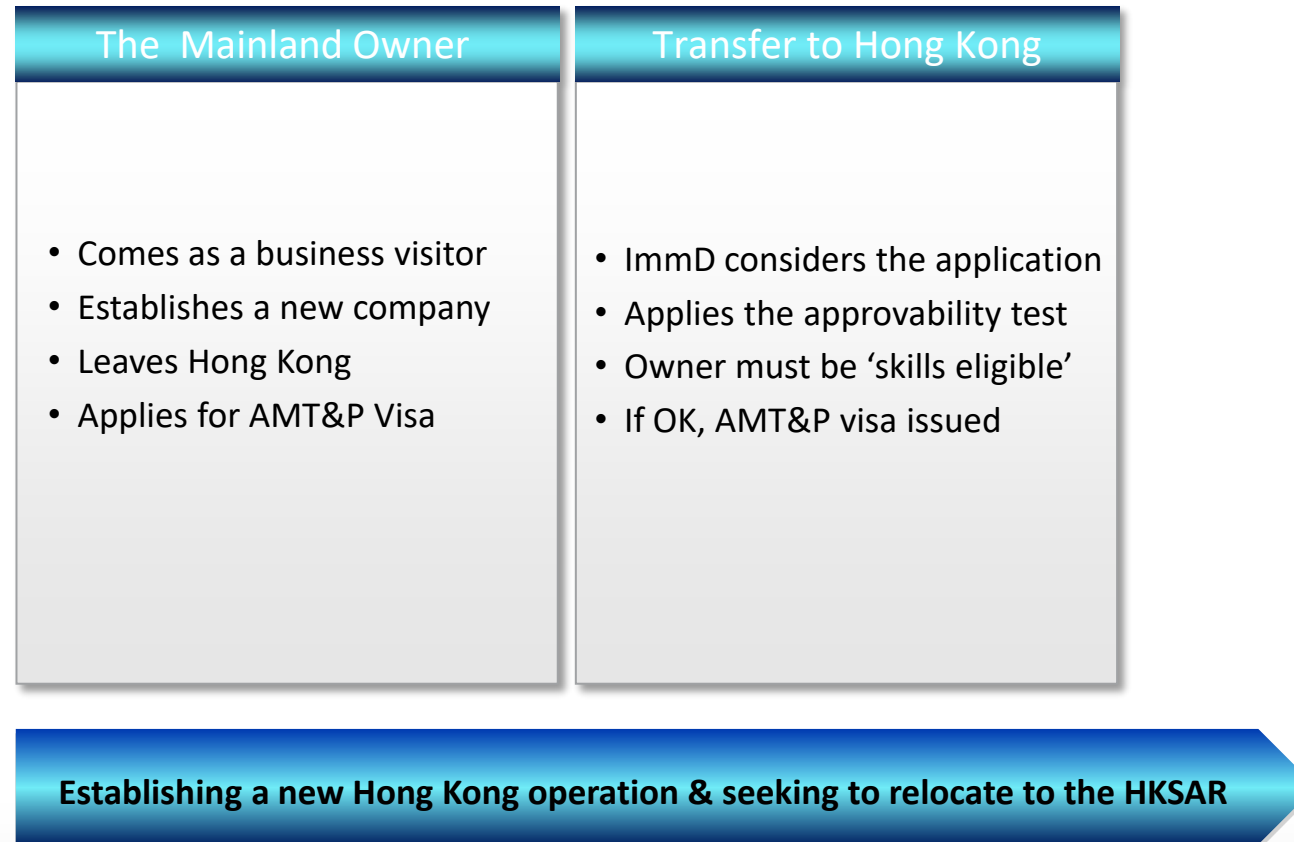 The Mainland Owner
• Comes as a business visitor
• Establishes a new company
• Leaves Hong Kong
• Applies for AMT&P Visa
Transfer to Hong Kong
• ImmD considers the application
• Applies the approvability test
• Owner must be ‘skills eligible’
• If OK, AMT&P visa issued
Establishing a new Hong Kong operation & seeking to relocate to the HKSAR